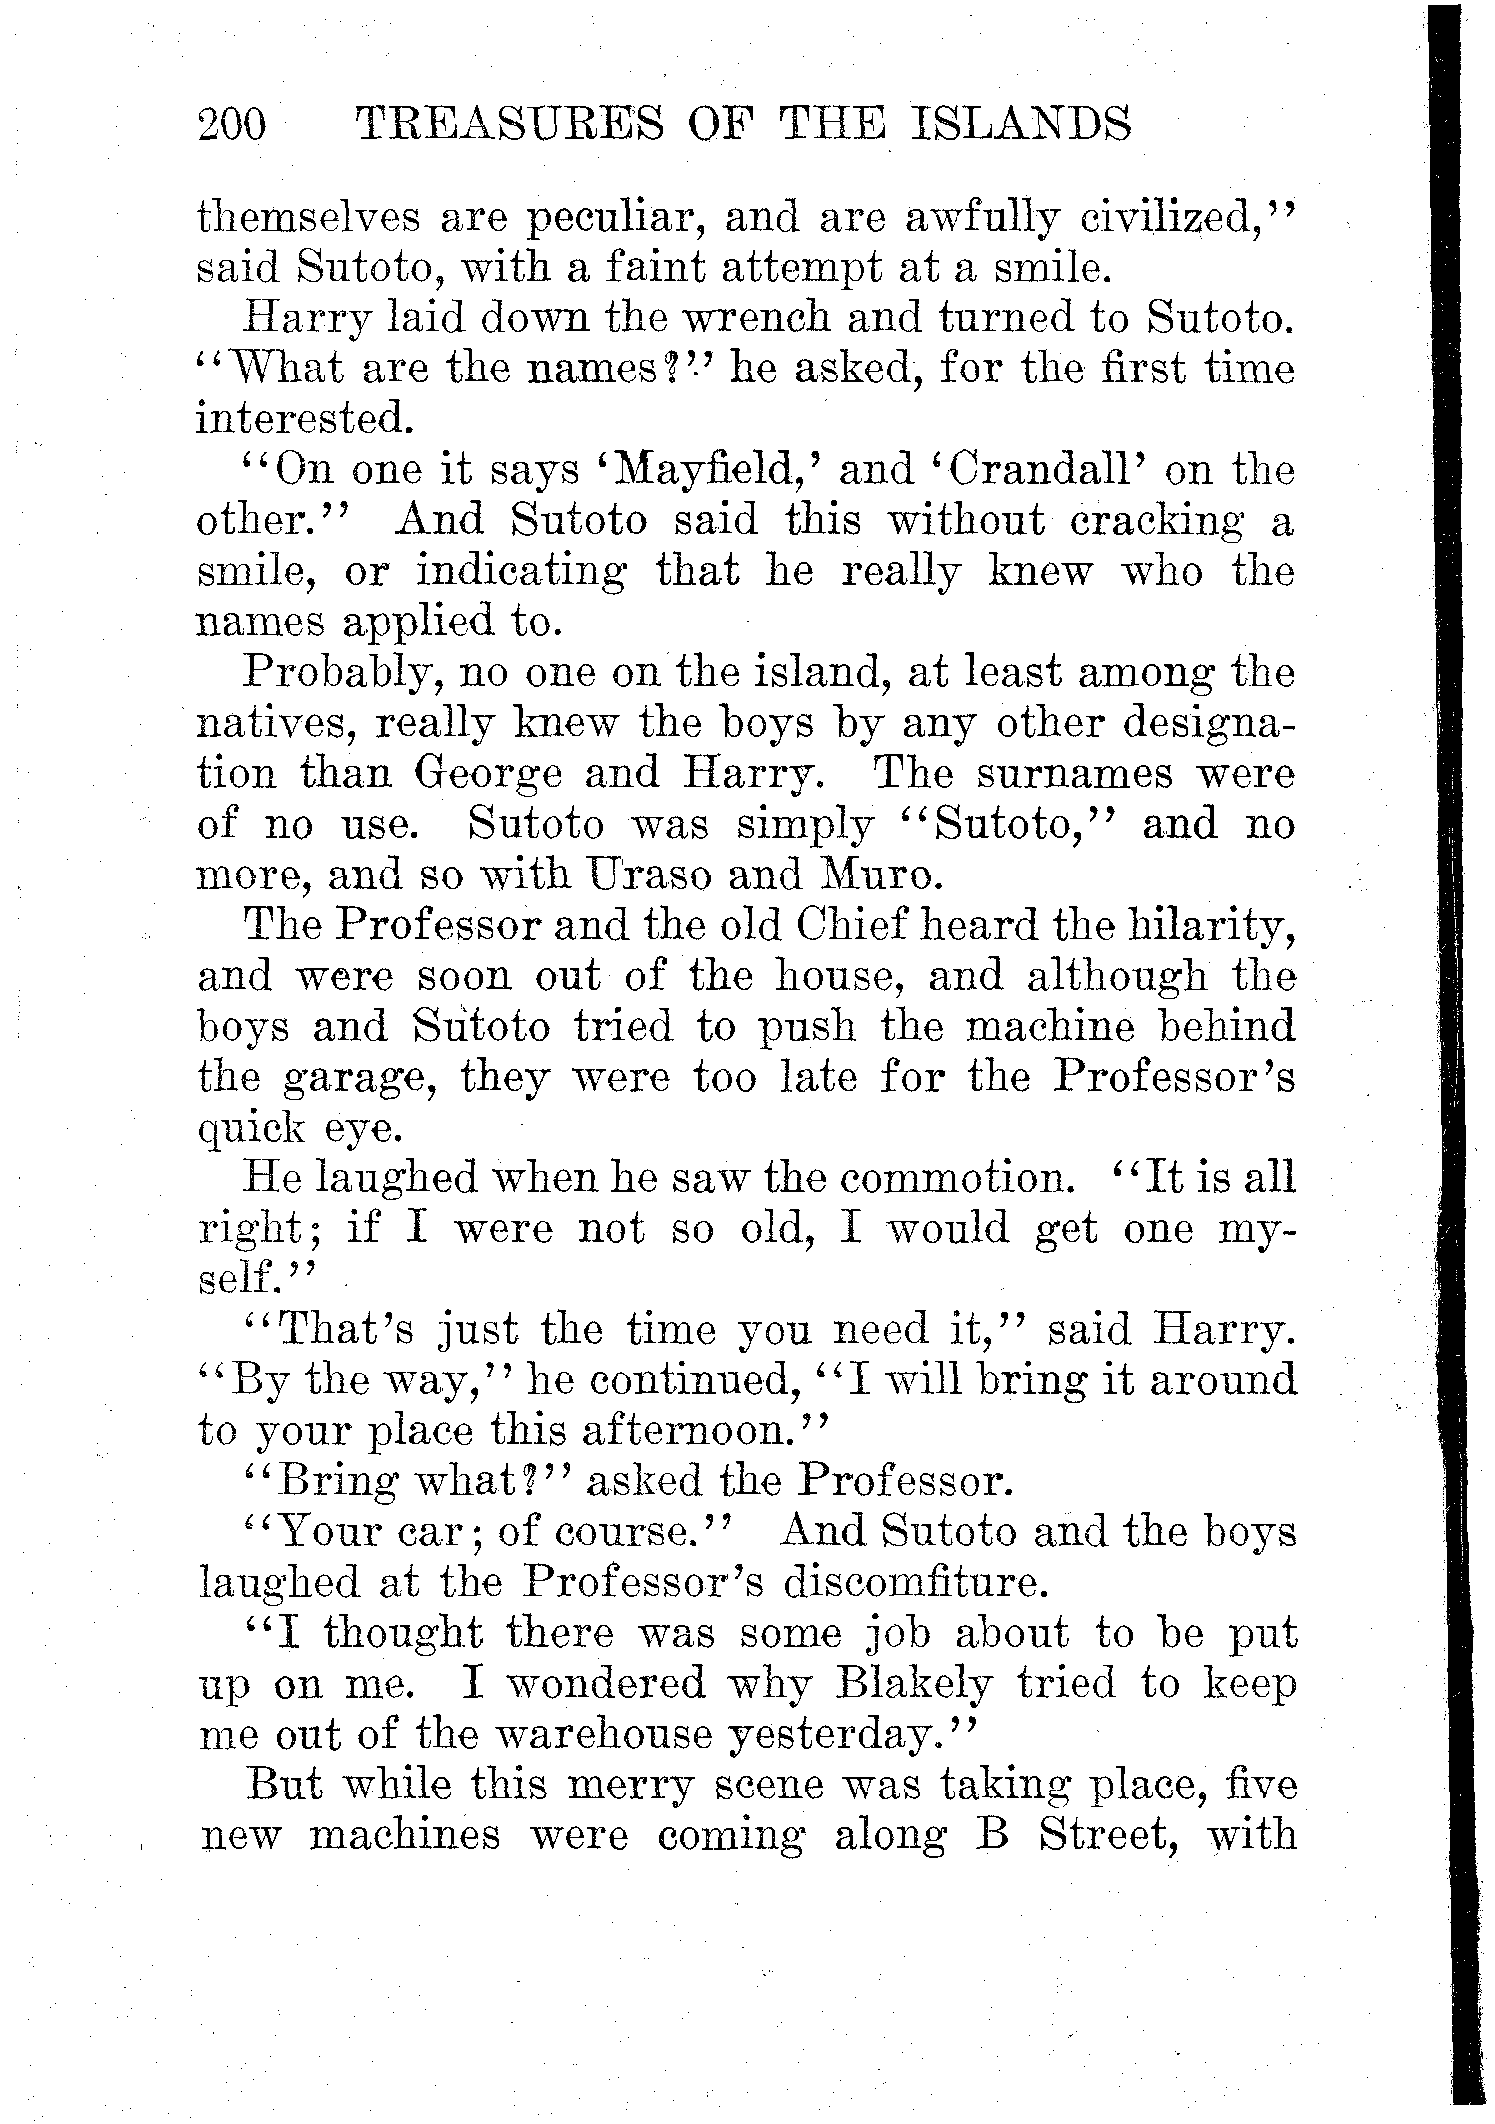 200 TREASURES OF THE ISLANDS
themselves are peculiar, and are awfully civilized,"
said Sutoto, with a faint attempt at a smile.
Harry laid down the wrench and turned to Sutoto.
"What are the names?" he asked, for the first time
interested.
"On one it says 'Mayfield,' and 'Crandall' on the
other." And Sutoto said this without cracking a
smile, or indicating that he really knew who the
names applied to.
Probably, no one on the island, at least among the
natives, really knew the boys by any other designa-
tion than George and Harry. The surnames were
of no use. Sutoto was simply "Sutoto," and no
more, and so with Uraso and Muro.
The Professor and the old Chief heard the hilarity,
and were soon out of the house, and although the
boys and Sutoto tried to push the machine behind
the garage, they were too late for the Professor's
quick eye.
He laughed when he saw the commotion. "It is all
right; if I were not so old, I would get one my-
self."
"That's just the time you need it," said Harry.
"By the way," he continued, "I will bring it around
to your place this afternoon."
"Bring what?" asked the Professor.
"Your car; of course." And Sutoto and the boys
laughed at the Professor's discomfiture.
"I thought there was some job about to be put
up on me. I wondered why Blakely tried to keep
me out of the warehouse yesterday."
But while this merry scene was taking place, five
new machines were coming along B Street, with